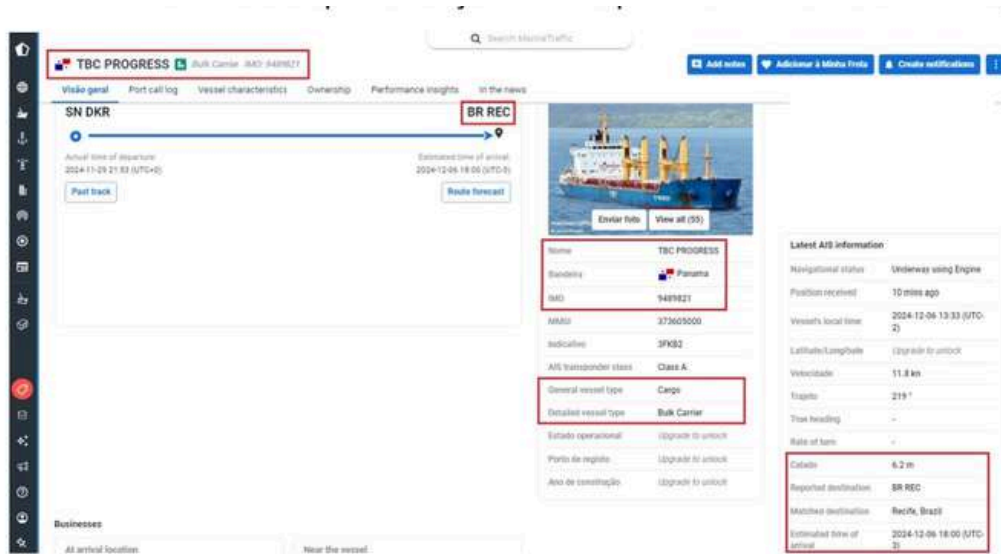 Search MarineTraffic
TBC PROGRESS Bulk Carrier IMO: 9489821
Add notes
Adicionar à Minha Frota
Create notifications
Visão geral Port call log Vessel characteristics Ownership Performance insights In the news
SN DKR
BR REC
Actual time of departure:
2024-11-29 21:53 (UTC+0)
Estimated time of arrival:
2024-12-06 18:00 (UTC-3)
Past track
Route forecast
Enviar foto
View all (55)
Nome TBC PROGRESS
Bandeira Panama
IMO 9489821
MMSI 373605000
Indicativo 3FKB2
AIS transponder class Class A
General vessel type Cargo
Detailed vessel type Bulk Carrier
Estado operacional Upgrade to unlock
Porto de registo Upgrade to unlock
Ano de construção Upgrade to unlock
Latest AIS information
Navigational status Underway using Engine
Position received 10 mins ago
Vessel's local time 2024-12-06 13:33 (UTC-
2)
Latitude/Longitude Upgrade to unlock
Velocidade 11.8 kn
Trajeto 219 °
True heading -
Rate of turn -
Calado 6.2 m
Reported destination BR REC
Matched destination Recife, Brazil
Estimated time of 2024-12-06 18:00 (UTC-
arrival 3)
Businesses
At arrival location
Near the vessel